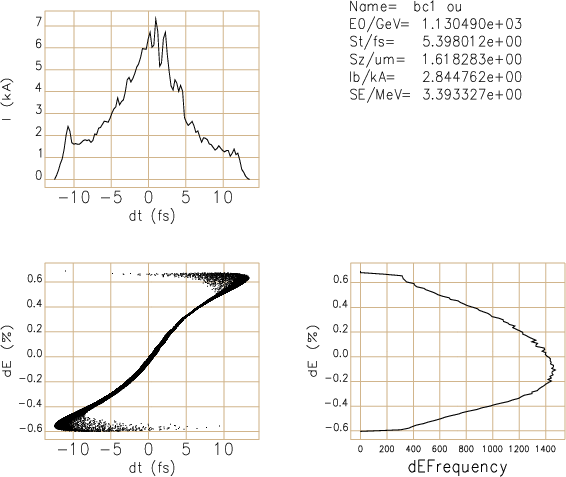 Name= bc1 ou
E0/GeV= 1.130490e+03
St/fs= 5.398012e+00
Sz/um= 1.618283e+00
Ib/kA= 2.844762e+00
SE/MeV= 3.393327e+00
I (kA)
7
6
5
4
3
2
1
0
−10 −5 0 5 10
dt (fs)
dE (%)
0.6
0.4
0.2
0.0
−0.2
−0.4
−0.6
−10 −5 0 5 10
dt (fs)
dE (%)
0.6
0.4
0.2
0.0
−0.2
−0.4
−0.6
0 200 400 600 800 1000 1200 1400
dEFrequency